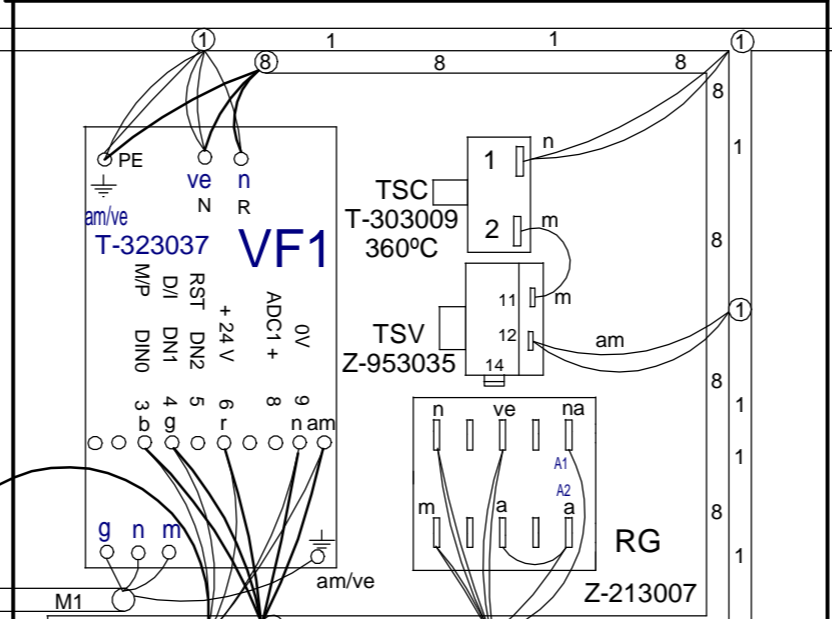 1 1 1 1
8 8 8
8
PE
ve n
N R
am/ve
T-323037
VF1
M/P DIN0 3
D/I DN1 4
RST DN2 5
+ 24 V 6
ADC1 + 8
0V 9
b g r n am
g n m
am/ve
M1
1 n
TSC
T-303009
360ºC
2 m
1
8
11 m
TSV
Z-953035
12 am
14
1
8
1
n ve na
A1
A2
m a a
1
8
RG
Z-213007
1